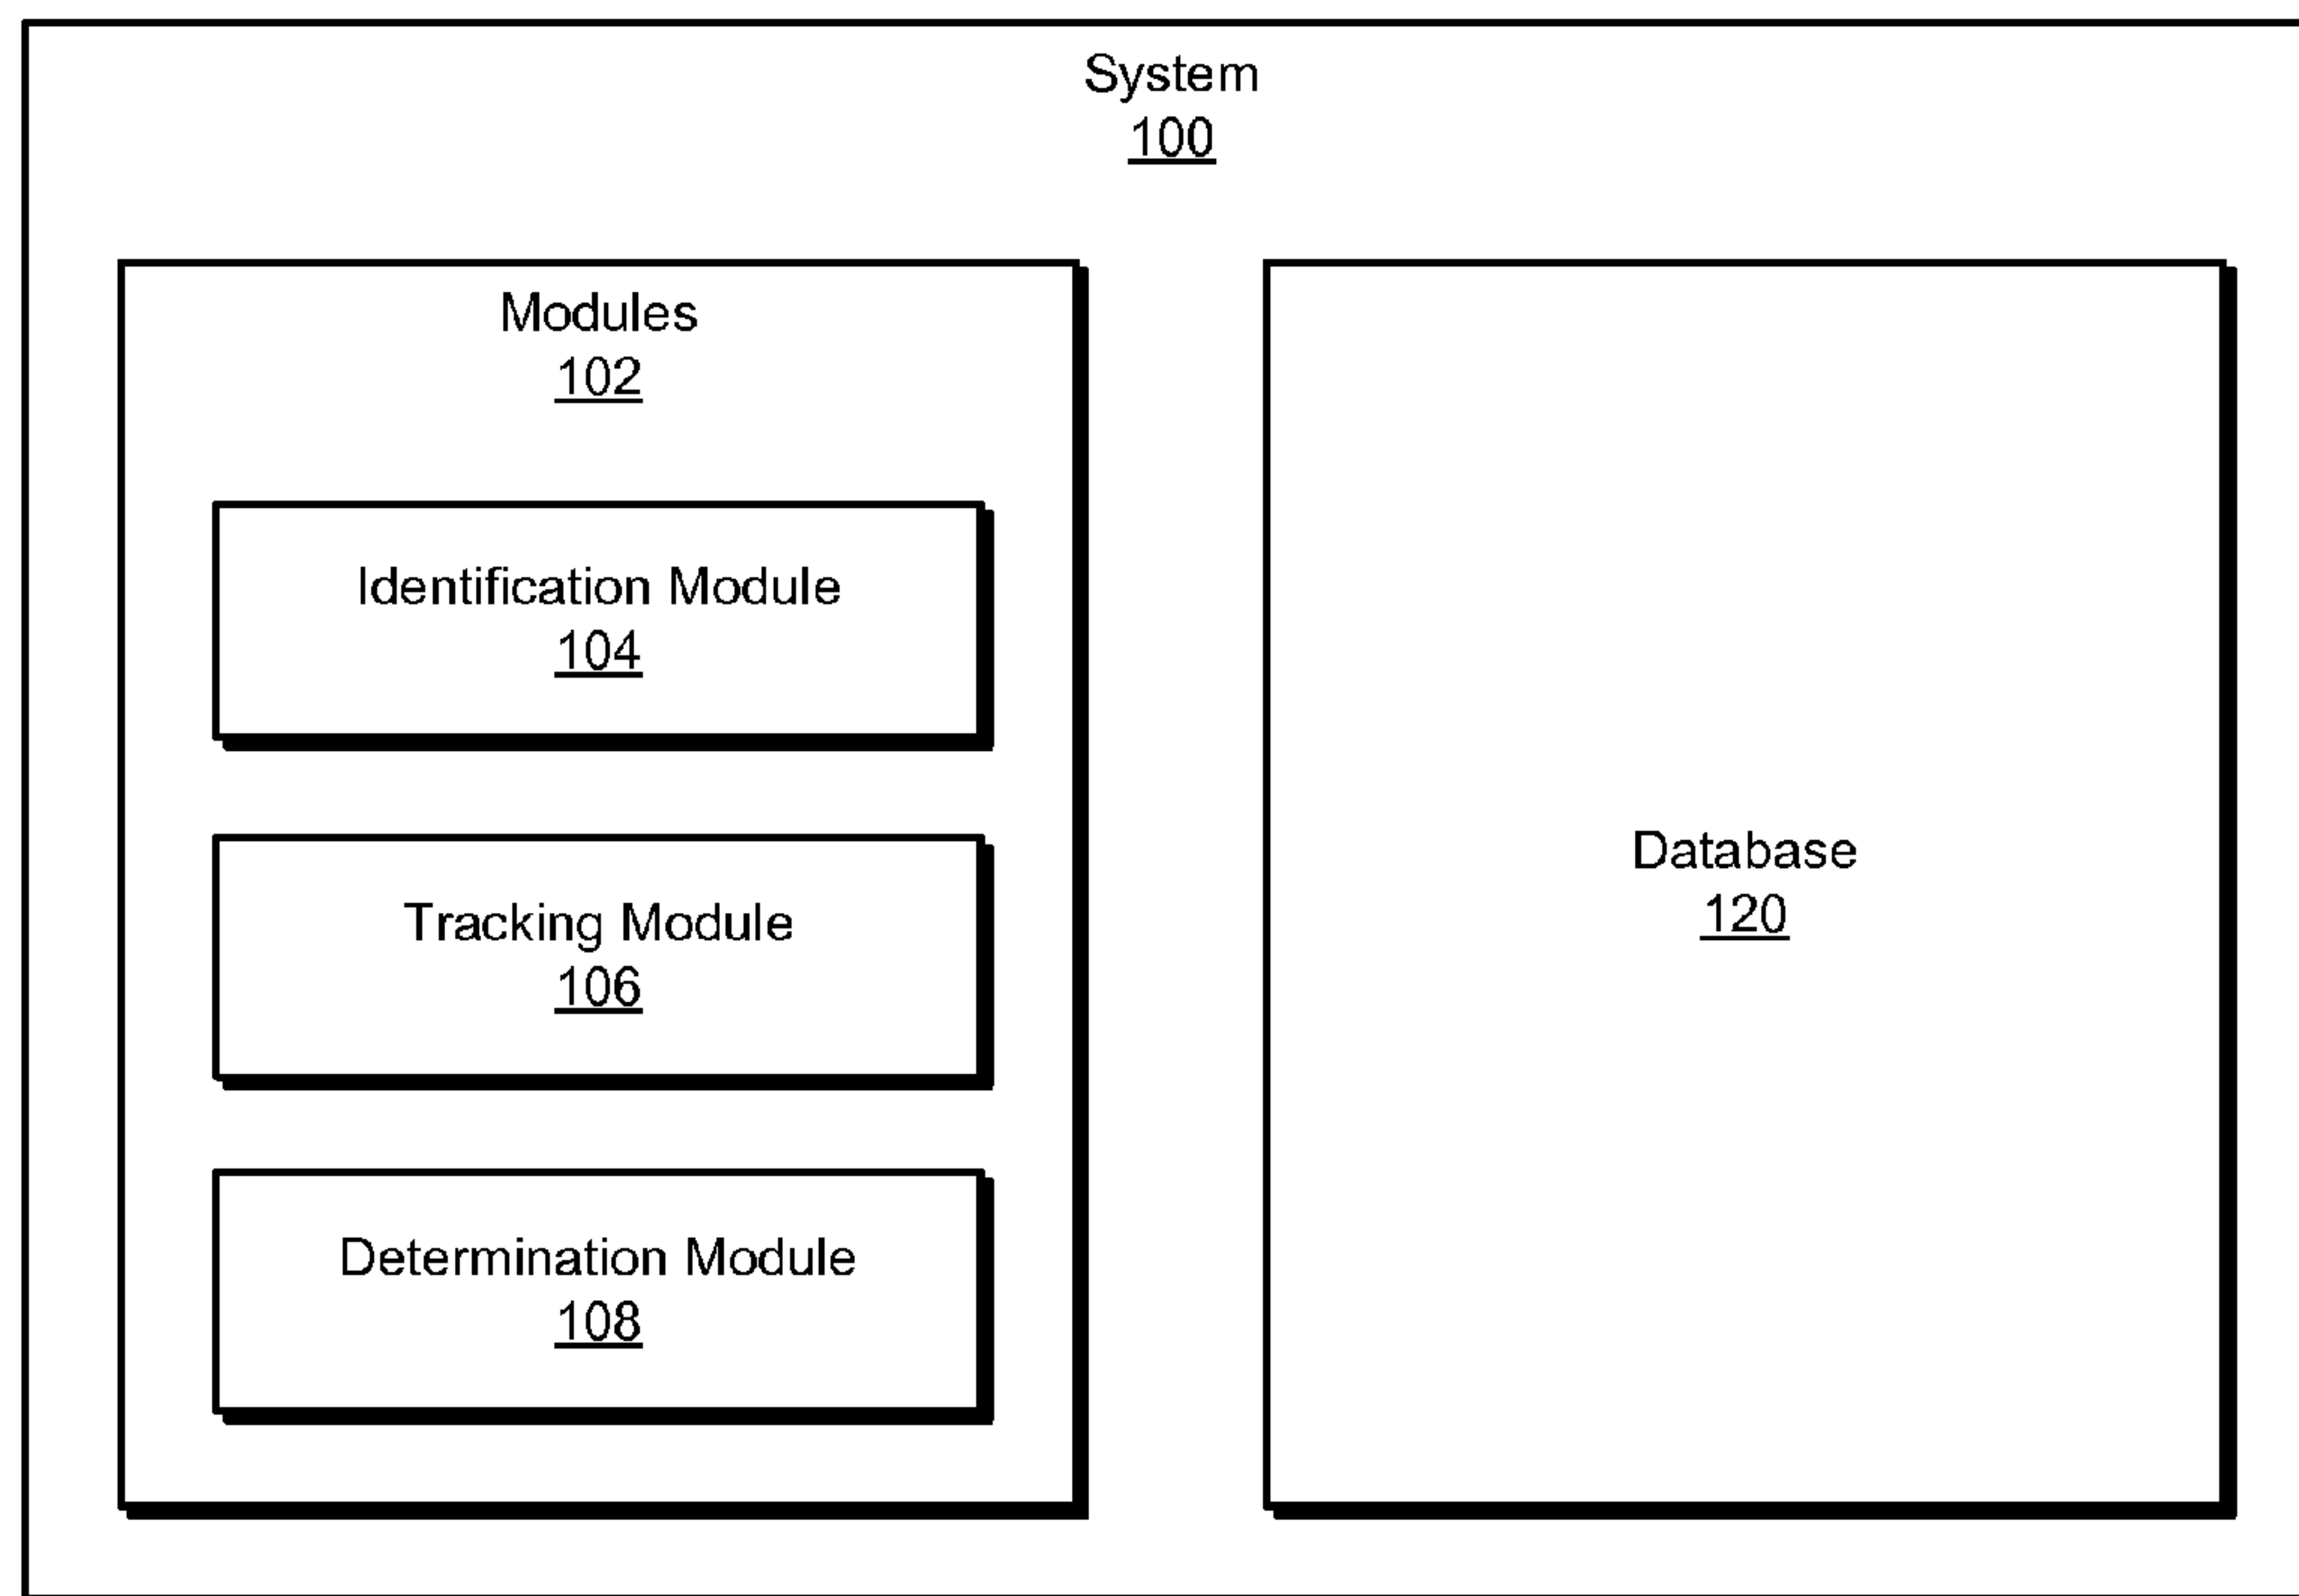 System
100
Modules
102
Identification Module
104
Tracking Module
106
Determination Module
108
Database
120